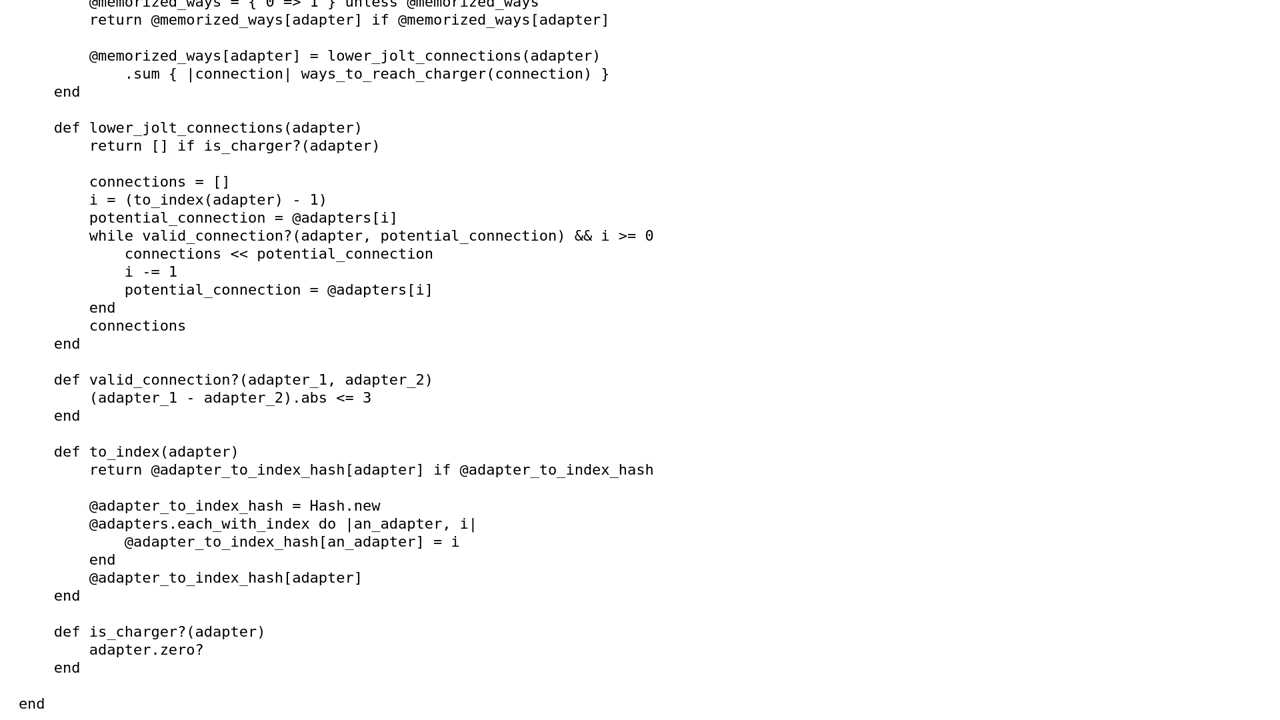 @memorized_ways = { 0 => 1 } unless @memorized_ways
return @memorized_ways[adapter] if @memorized_ways[adapter]
@memorized_ways[adapter] = lower_jolt_connections(adapter)
.sum { |connection| ways_to_reach_charger(connection) }
end
def lower_jolt_connections(adapter)
return [] if is_charger?(adapter)
connections = []
i = (to_index(adapter) - 1)
potential_connection = @adapters[i]
while valid_connection?(adapter, potential_connection) && i >= 0
connections << potential_connection
i -= 1
potential_connection = @adapters[i]
end
connections
end
def valid_connection?(adapter_1, adapter_2)
(adapter_1 - adapter_2).abs <= 3
end
def to_index(adapter)
return @adapter_to_index_hash[adapter] if @adapter_to_index_hash
@adapter_to_index_hash = Hash.new
@adapters.each_with_index do |an_adapter, i|
@adapter_to_index_hash[an_adapter] = i
end
@adapter_to_index_hash[adapter]
end
def is_charger?(adapter)
adapter.zero?
end
end